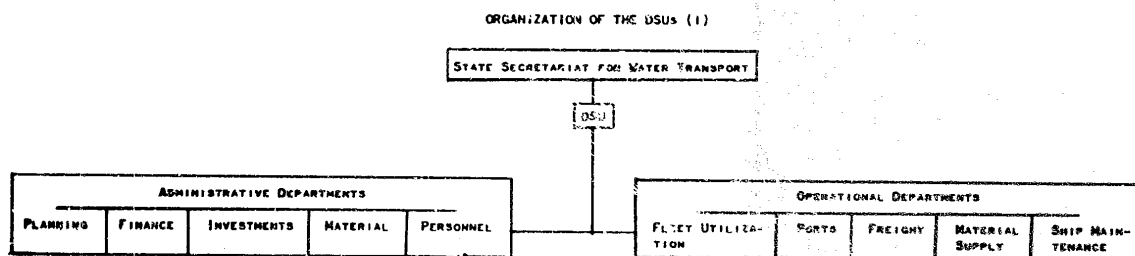 ORGANIZATION OF THE DSUs (1)
STATE SECRETARIAT FOR WATER TRANSPORT
DSU
ADMINISTRATIVE DEPARTMENTS
PLANNING
FINANCE
INVESTMENTS
MATERIAL
PERSONNEL
OPERATIONAL DEPARTMENTS
FLEET UTILIZA-
TION
PORTS
FREIGHT
MATERIAL
SUPPLY
SHIP MAIN-
TENANCE